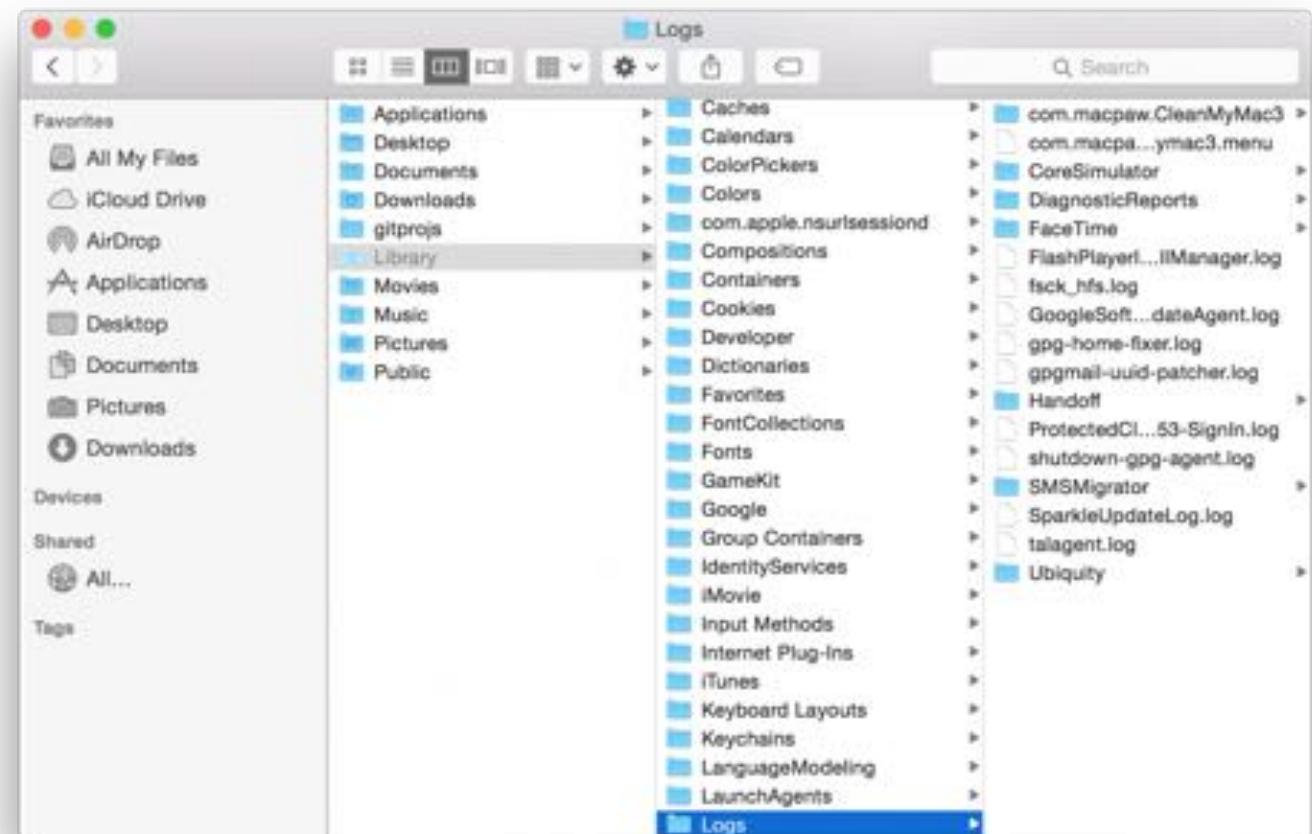 Logs
Search
Favorites
All My Files
iCloud Drive
AirDrop
Applications
Desktop
Documents
Pictures
Downloads
Devices
Shared
All...
Tags
Applications
Desktop
Documents
Downloads
gitprojs
Library
Movies
Music
Pictures
Public
Caches
Calendars
ColorPickers
Colors
com.apple.nsurlsessiond
Compositions
Containers
Cookies
Developer
Dictionaries
Favorites
FontCollections
Fonts
GameKit
Google
Group Containers
IdentityServices
iMovie
Input Methods
Internet Plug-Ins
iTunes
Keyboard Layouts
Keychains
LanguageModeling
LaunchAgents
Logs
com.macpaw.CleanMyMac3
com.macpa...ymac3.menu
CoreSimulator
DiagnosticReports
FaceTime
FlashPlayerI...llManager.log
fsck_hfs.log
GoogleSoft...dateAgent.log
gpg-home-fixer.log
gpgmail-uuid-patcher.log
Handoff
ProtectedCl...53-SignIn.log
shutdown-gpg-agent.log
SMSMigrator
SparkleUpdateLog.log
talagent.log
Ubiquity